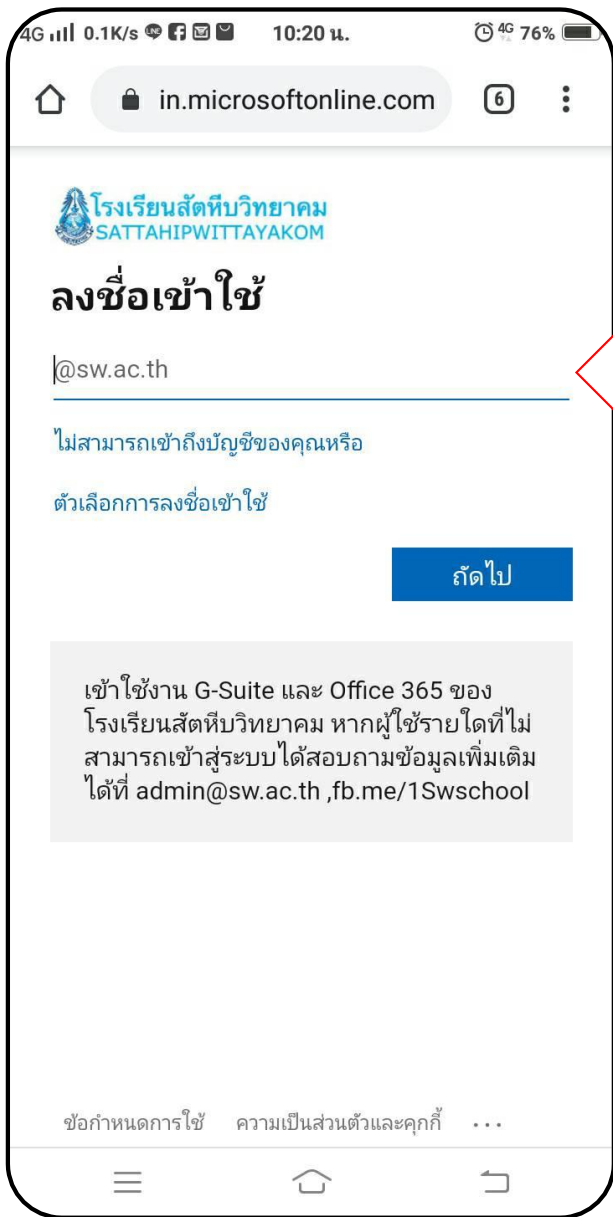 4G 0.1K/s 10:20 น. 4G 76%
in.microsoftonline.com 6
โรงเรียนสัตหีบวิทยาคม
SATTAHIPWITTAYAKOM
ลงชื่อเข้าใช้
@sw.ac.th
ไม่สามารถเข้าถึงบัญชีของคุณหรือ
ตัวเลือกการลงชื่อเข้าใช้
ถัดไป
เข้าใช้งาน G-Suite และ Office 365 ของ
โรงเรียนสัตหีบวิทยาคม หากผู้ใช้รายใดที่ไม่
สามารถเข้าสู่ระบบได้สอบถามข้อมูลเพิ่มเติม
ได้ที่ admin@sw.ac.th ,fb.me/1Swschool
ข้อกำหนดการใช้ ความเป็นส่วนตัวและคุกกี้ ...